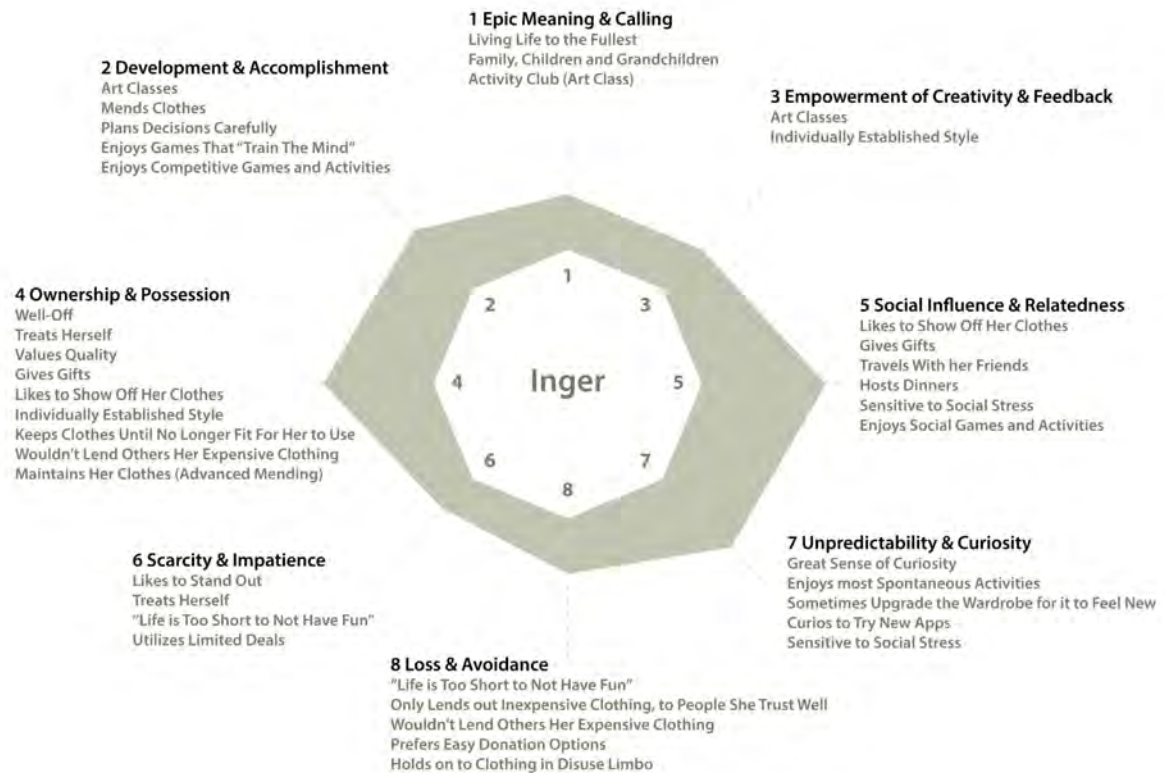 1 Epic Meaning & Calling
Living Life to the Fullest
Family, Children and Grandchildren
Activity Club (Art Class)
2 Development & Accomplishment
Art Classes
Mends Clothes
Plans Decisions Carefully
Enjoys Games That "Train The Mind"
Enjoys Competitive Games and Activities
3 Empowerment of Creativity & Feedback
Art Classes
Individually Established Style
4 Ownership & Possession
Well-Off
Treats Herself
Values Quality
Gives Gifts
Likes to Show Off Her Clothes
Individually Established Style
Keeps Clothes Until No Longer Fit For Her to Use
Wouldn't Lend Others Her Expensive Clothing
Maintains Her Clothes (Advanced Mending)
1
2
3
4
Inger
5
6
7
8
5 Social Influence & Relatedness
Likes to Show Off Her Clothes
Gives Gifts
Travels With her Friends
Hosts Dinners
Sensitive to Social Stress
Enjoys Social Games and Activities
6 Scarcity & Impatience
Likes to Stand Out
Treats Herself
"Life is Too Short to Not Have Fun"
Utilizes Limited Deals
7 Unpredictability & Curiosity
Great Sense of Curiosity
Enjoys most Spontaneous Activities
Sometimes Upgrade the Wardrobe for it to Feel New
Curios to Try New Apps
Sensitive to Social Stress
8 Loss & Avoidance
"Life is Too Short to Not Have Fun"
Only Lends out Inexpensive Clothing, to People She Trust Well
Wouldn't Lend Others Her Expensive Clothing
Prefers Easy Donation Options
Holds on to Clothing in Disuse Limbo